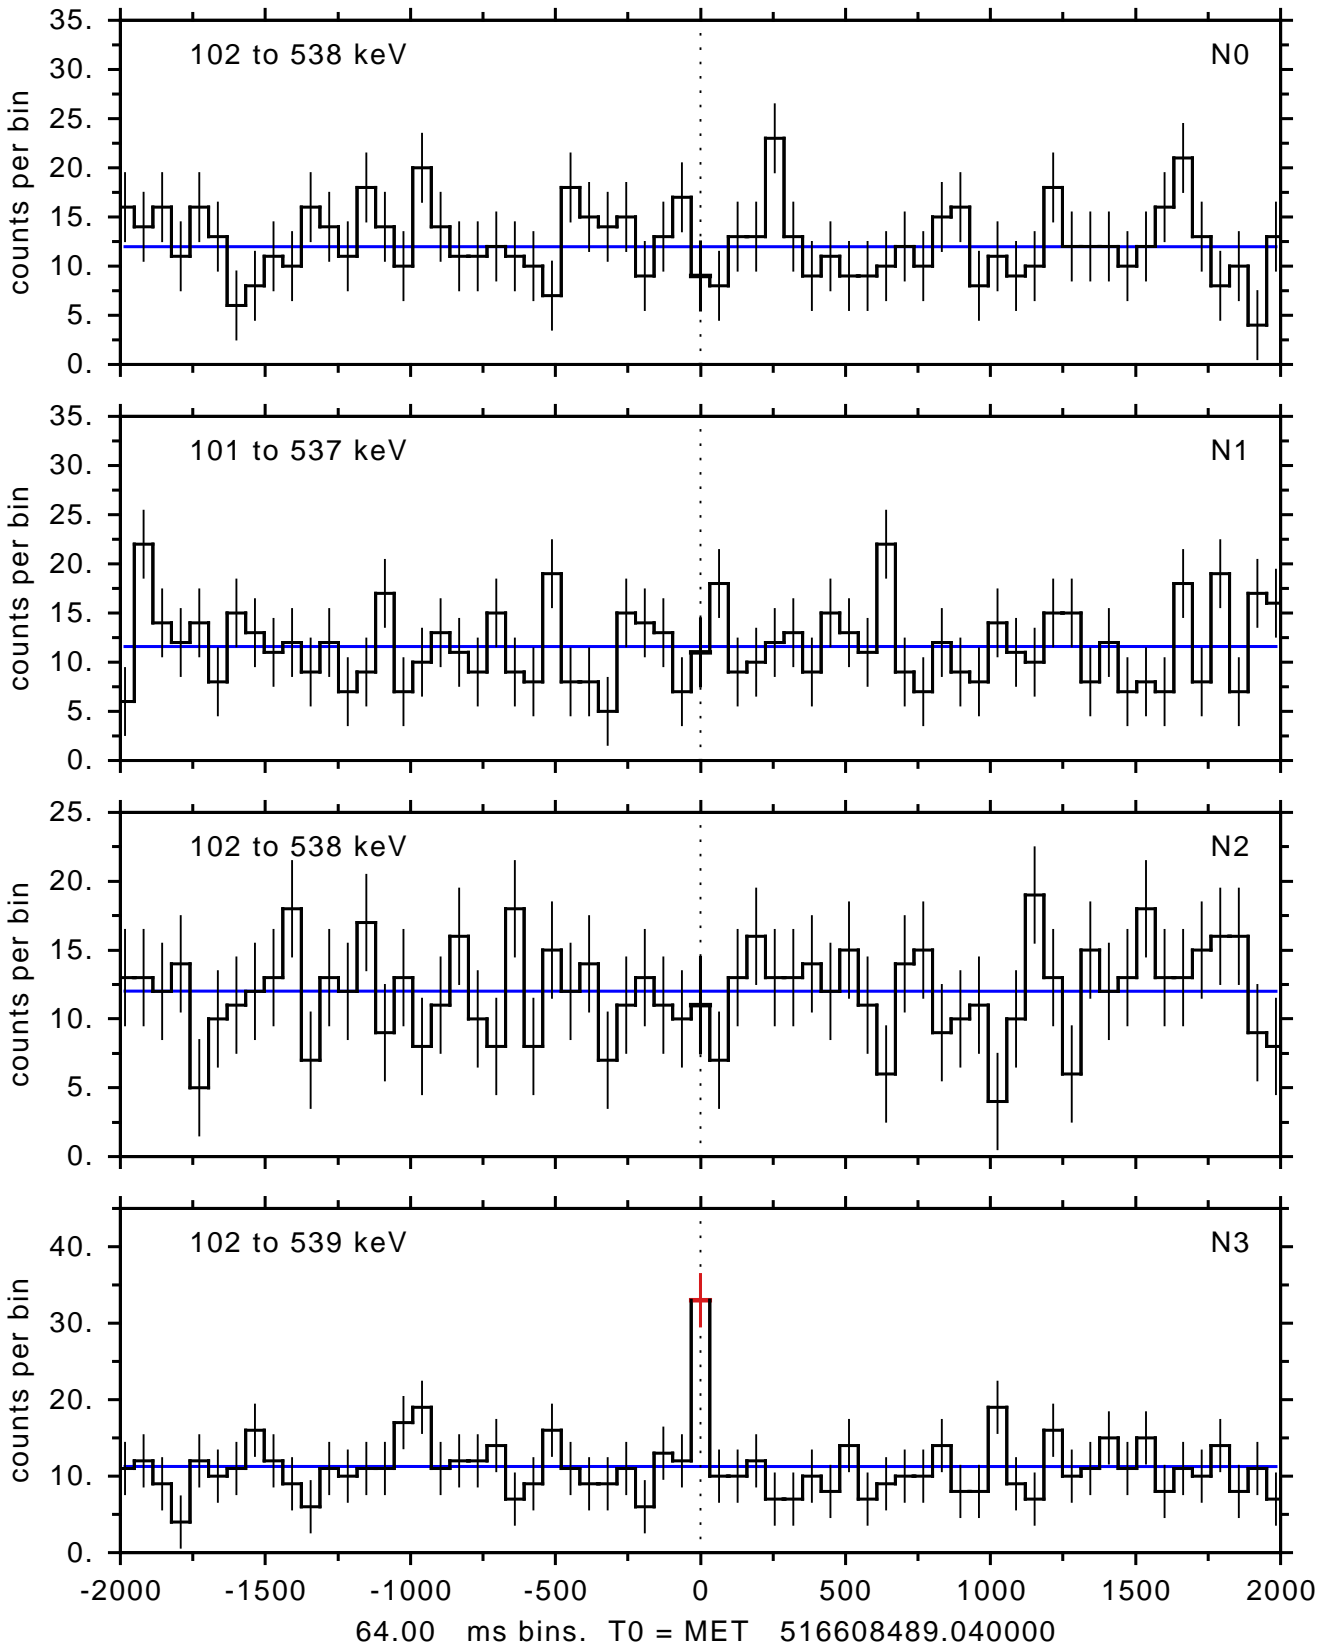 35.
102 to 538 keV N0
30.
25.
20.
15.
10.
5.
0.
counts per bin
35.
101 to 537 keV N1
30.
25.
20.
15.
10.
5.
0.
counts per bin
25.
102 to 538 keV N2
20.
15.
10.
5.
0.
counts per bin
102 to 539 keV N3
40.
30.
20.
10.
0.
counts per bin
-2000 -1500 -1000 -500 0 500 1000 1500 2000
64.00 ms bins. T0 = MET 516608489.040000